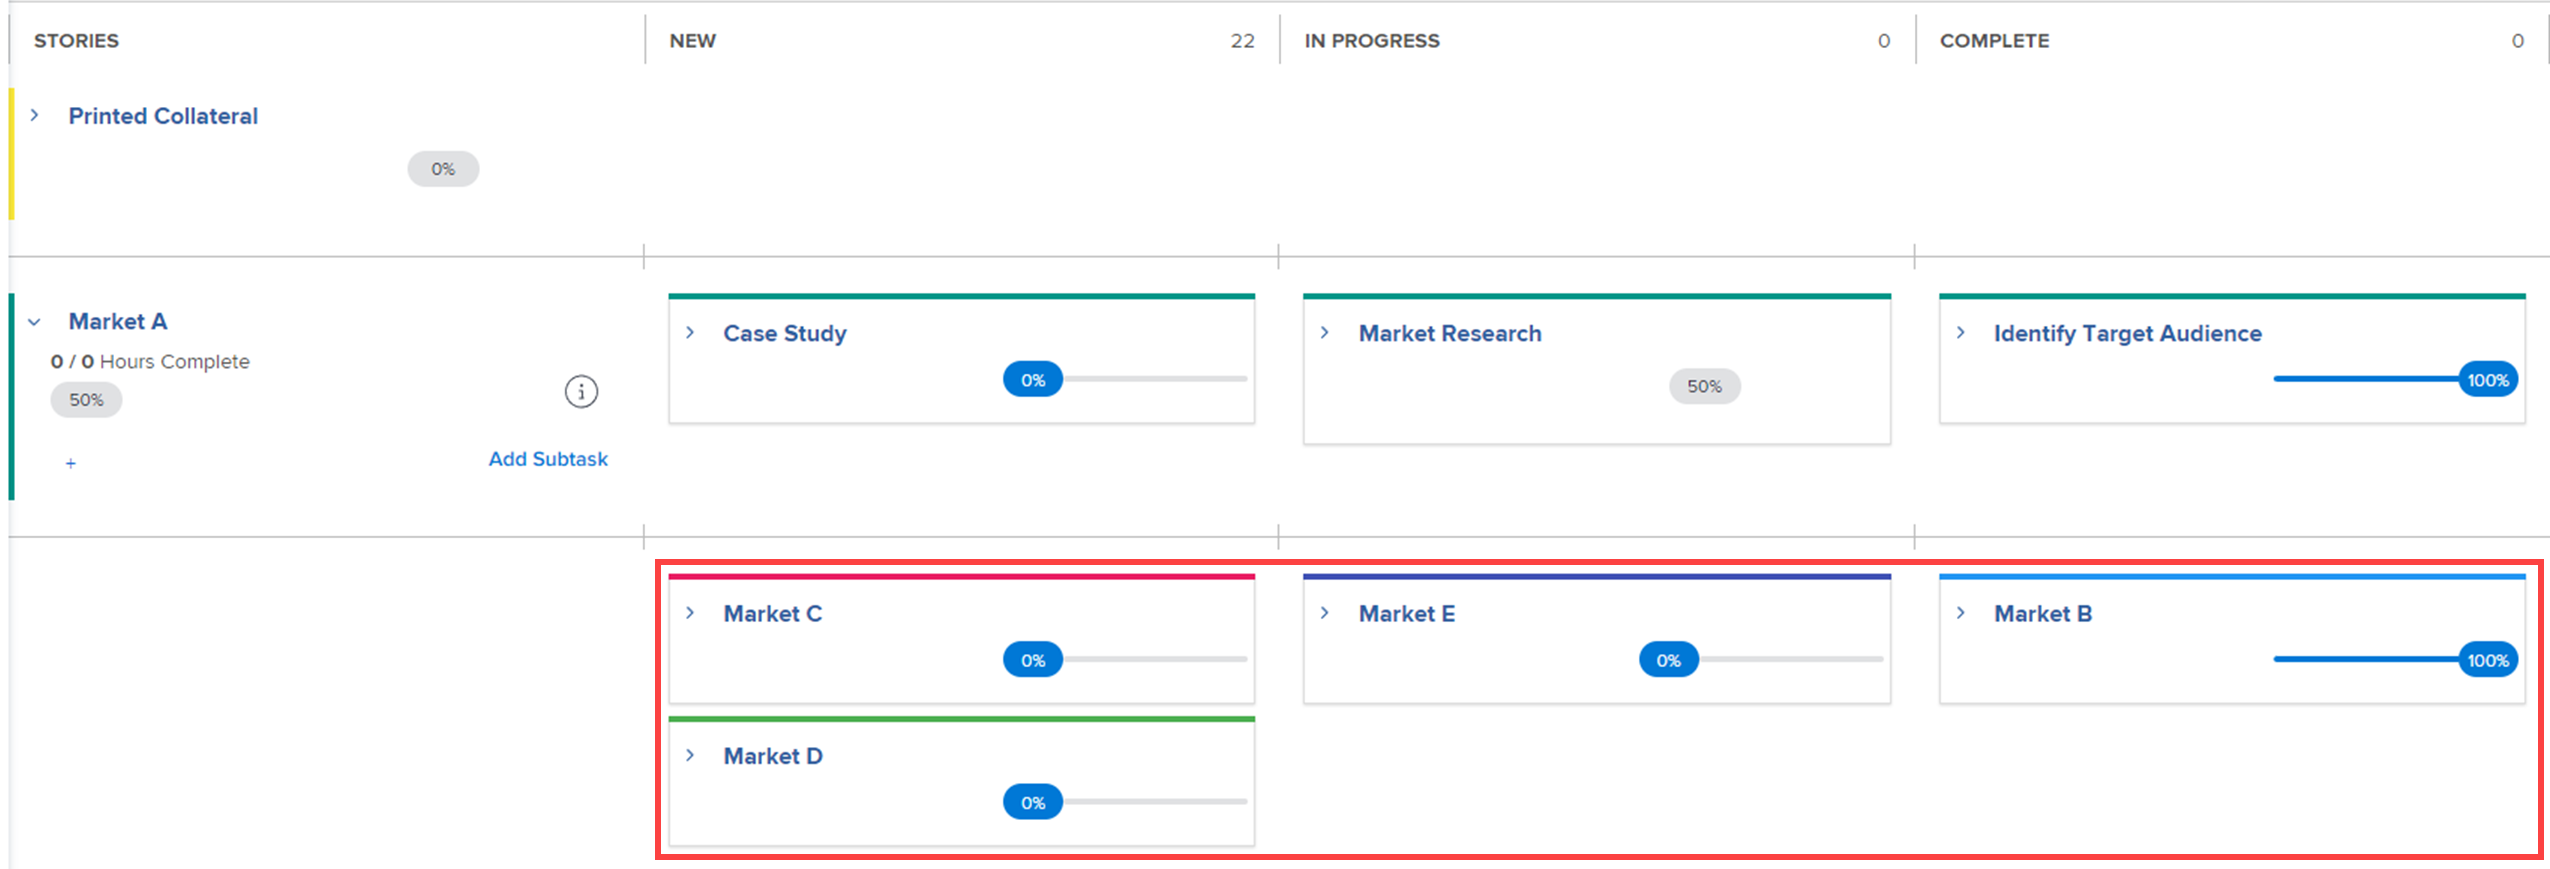 STORIES
NEW 22
IN PROGRESS 0
COMPLETE 0
Printed Collateral
0%
Market A
0 / 0 Hours Complete
50%
+ Add Subtask
Case Study
0%
Market Research
50%
Identify Target Audience
100%
Market C
0%
Market E
0%
Market B
100%
Market D
0%